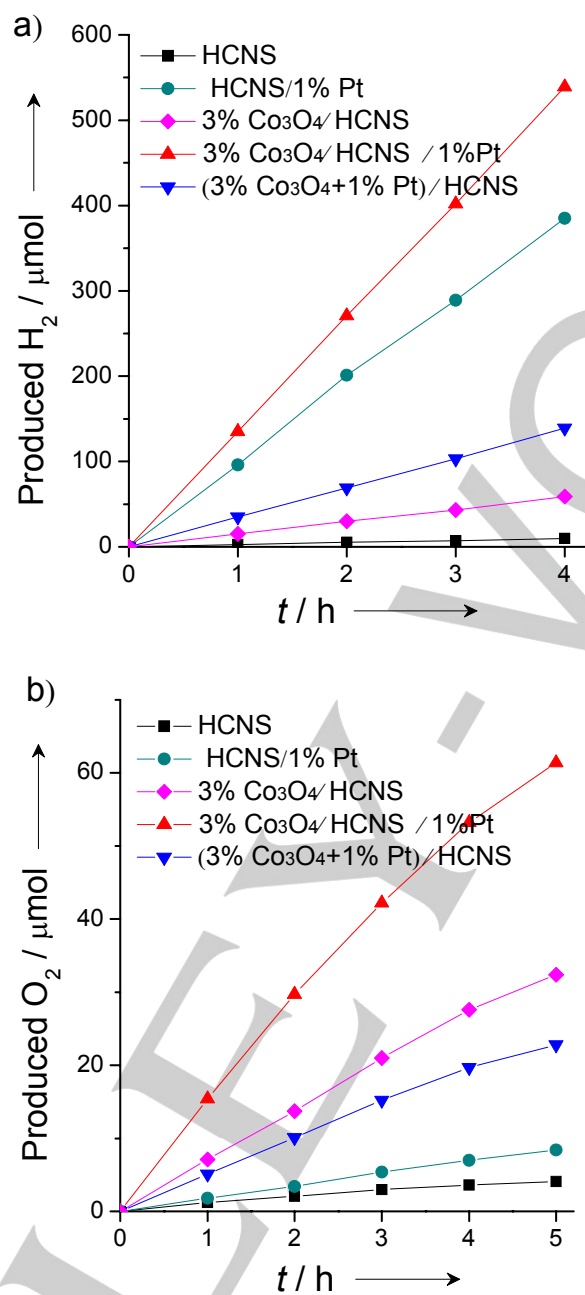 a)
600
500
400
300
200
100
0
Produced H2 / μmol
HCNS
HCNS/1% Pt
3% Co3O4/HCNS
3% Co3O4/HCNS /1%Pt
(3% Co3O4+1% Pt)/HCNS
0 1 2 3 4
t / h
b)
60
40
20
0
Produced O2 / μmol
HCNS
HCNS/1% Pt
3% Co3O4/HCNS
3% Co3O4/HCNS /1%Pt
(3% Co3O4+1% Pt)/HCNS
0 1 2 3 4 5
t / h